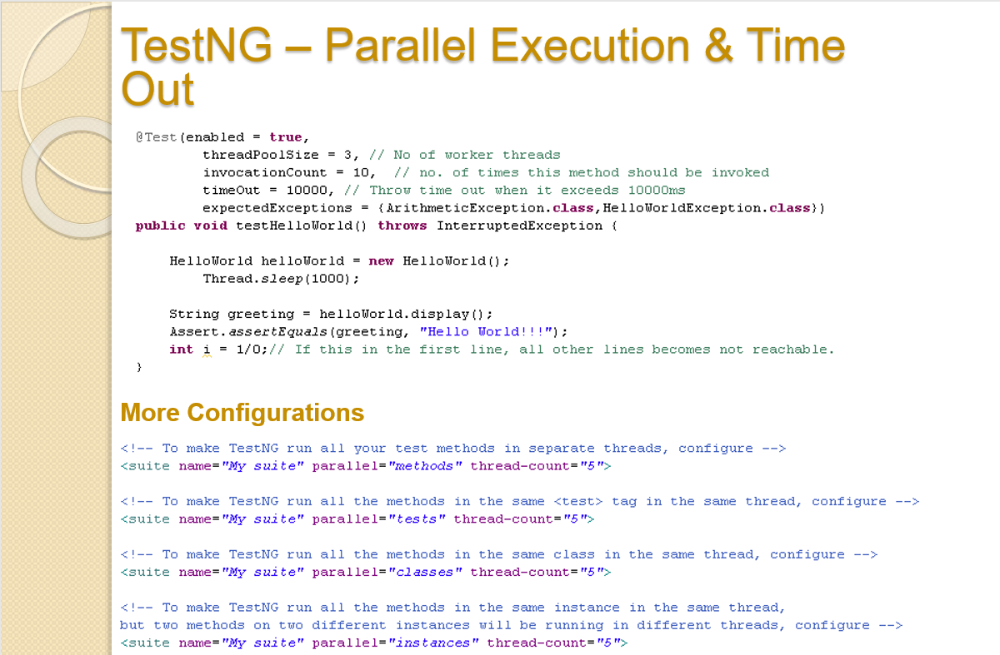 TestNG – Parallel Execution & Time
Out
@Test(enabled = true,
threadPoolSize = 3, // No of worker threads
invocationCount = 10,  // no. of times this method should be invoked
timeOut = 10000, // Throw time out when it exceeds 10000ms
expectedExceptions = {ArithmeticException.class,HelloWorldException.class})
public void testHelloWorld() throws InterruptedException {
HelloWorld helloWorld = new HelloWorld();
Thread.sleep(1000);
String greeting = helloWorld.display();
Assert.assertEquals(greeting, "Hello World!!!");
int i = 1/0;// If this in the first line, all other lines becomes not reachable.
}
More Configurations
<!-- To make TestNG run all your test methods in separate threads, configure -->
<suite name="My suite" parallel="methods" thread-count="5">
<!-- To make TestNG run all the methods in the same <test> tag in the same thread, configure -->
<suite name="My suite" parallel="tests" thread-count="5">
<!-- To make TestNG run all the methods in the same class in the same thread, configure -->
<suite name="My suite" parallel="classes" thread-count="5">
<!-- To make TestNG run all the methods in the same instance in the same thread,
but two methods on two different instances will be running in different threads, configure -->
<suite name="My suite" parallel="instances" thread-count="5">